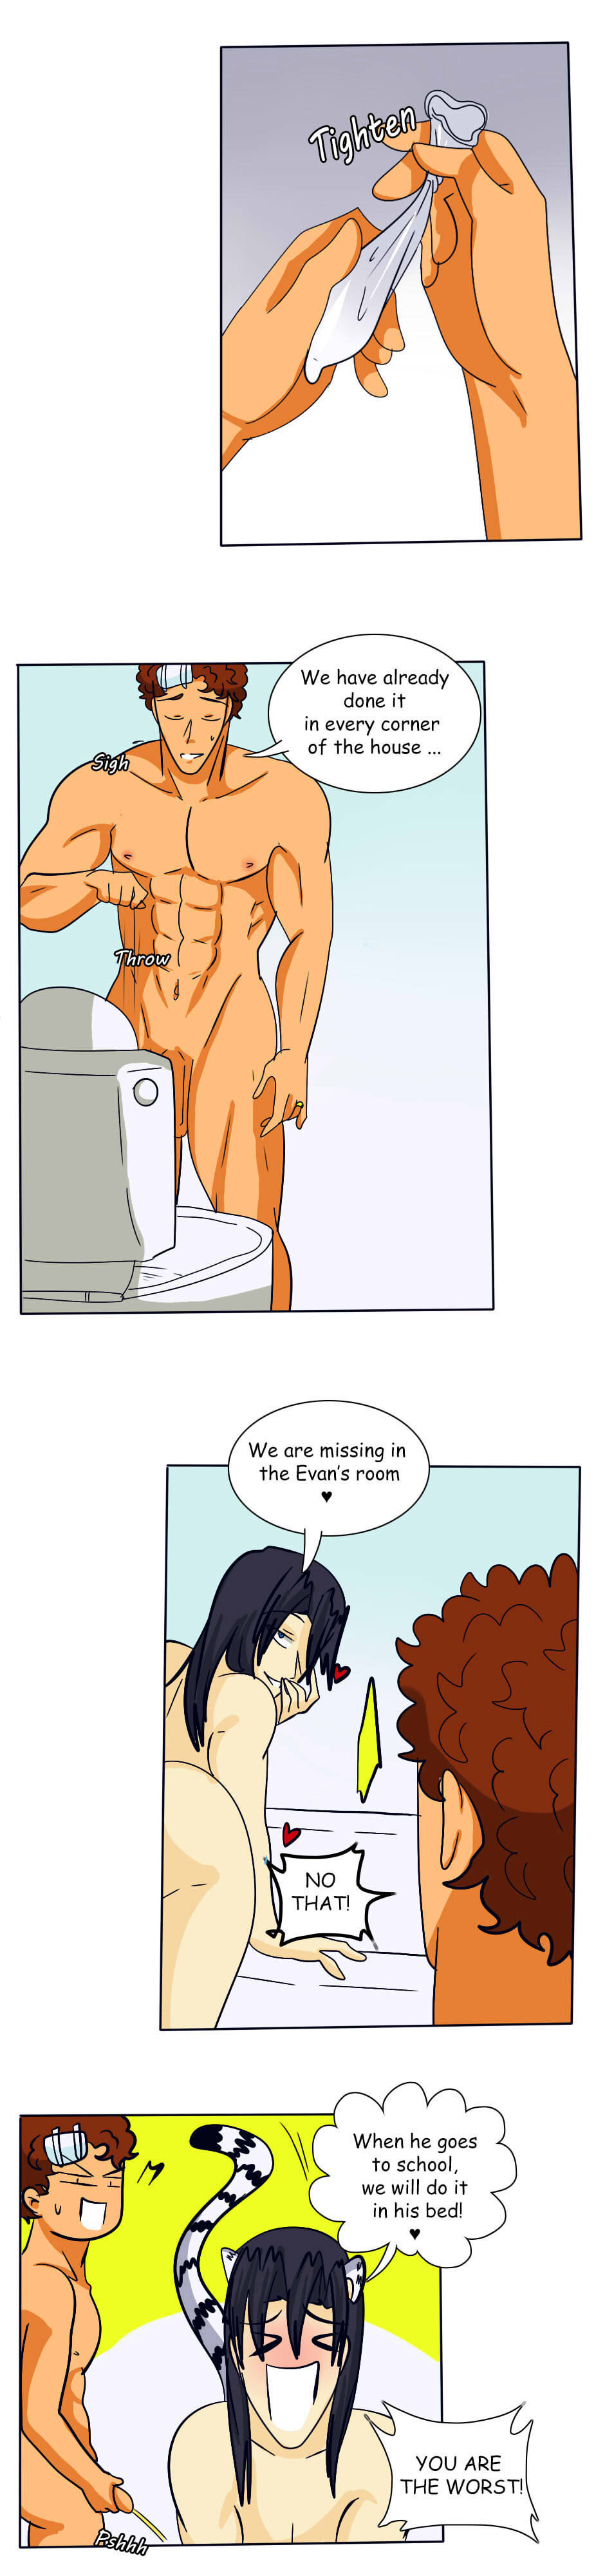 Tighten
We have already
done it
in every corner
of the house ...
Sigh
Throw
We are missing in
the Evan's room
♥
NO
THAT!
When he goes
to school,
we will do it
in his bed!
♥
YOU ARE
THE WORST!
Pshhh